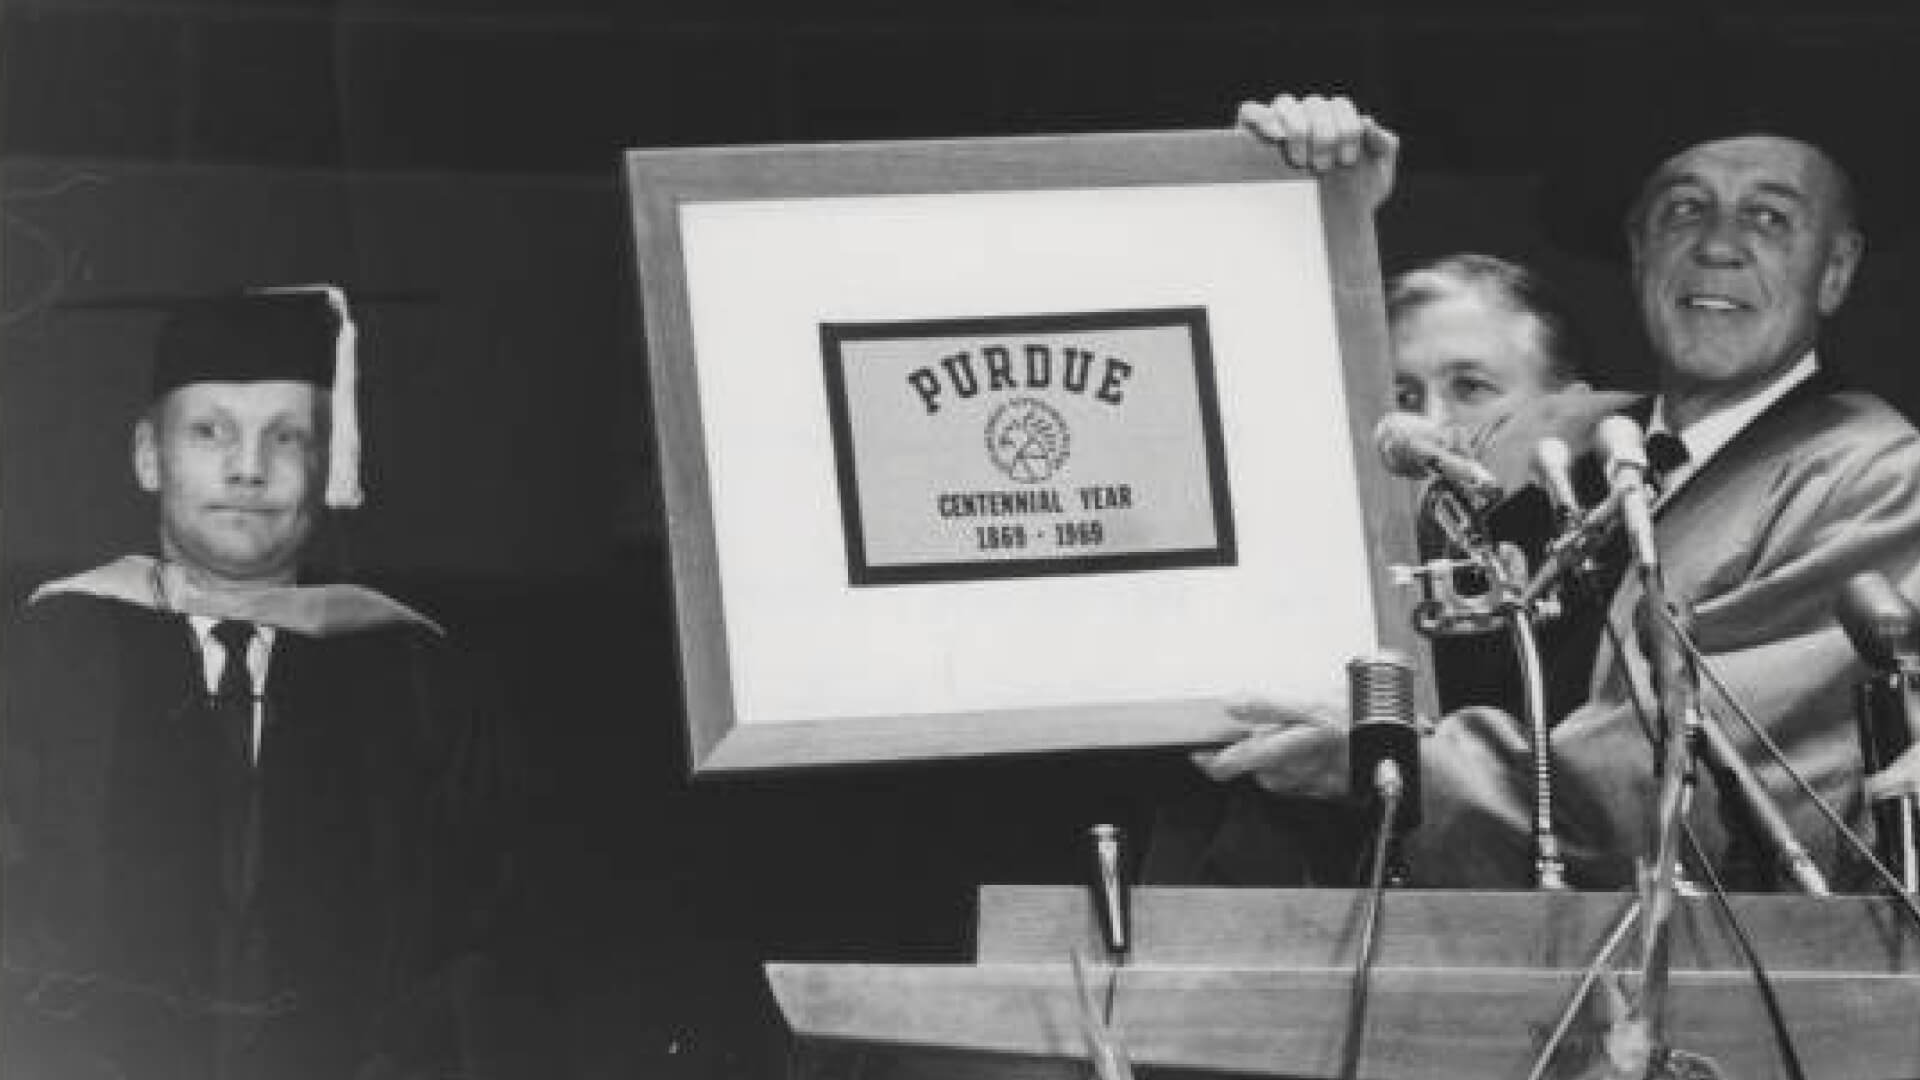 PURDUE
CENTENNIAL YEAR
1869 · 1969